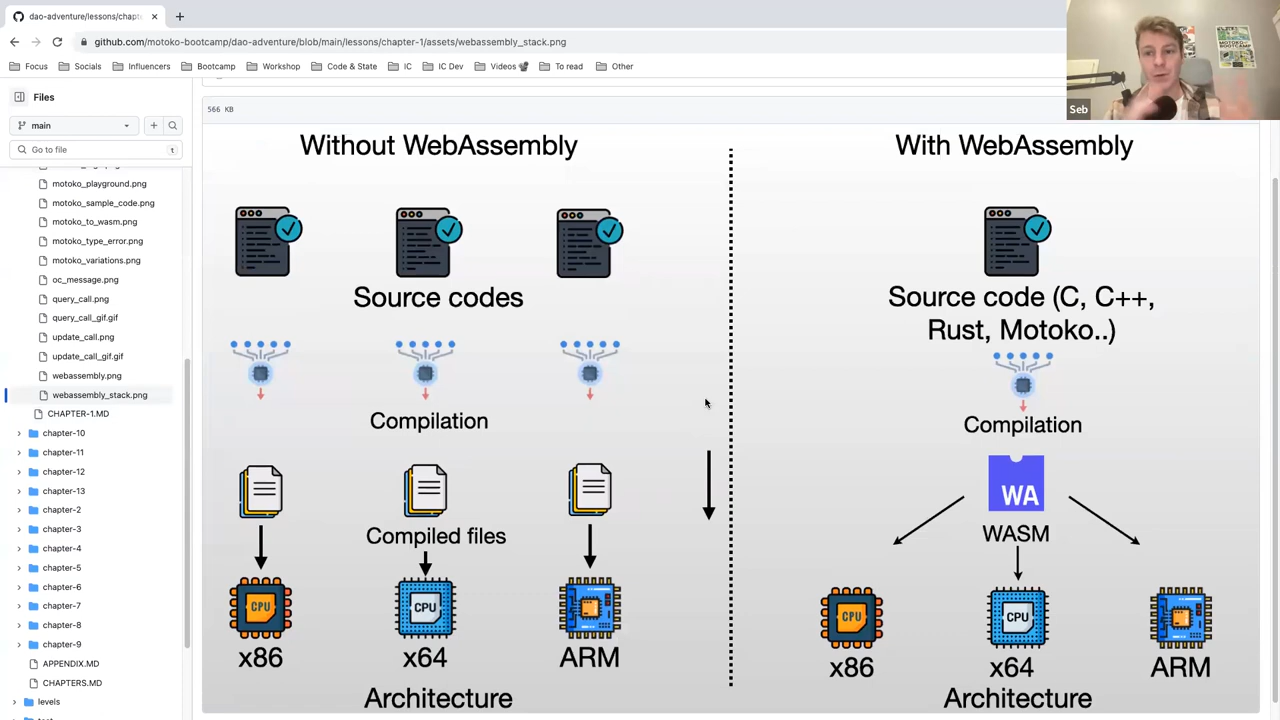 dao-adventure/lessons/chapt
github.com/motoko-bootcamp/dao-adventure/blob/main/lessons/chapter-1/assets/webassembly_stack.png
Focus
Socials
Influencers
Bootcamp
Workshop
Code & State
IC
IC Dev
Videos
To read
Other
Seb
MOTOKO
BOOTCAMP
Files
main
Go to file
t
motoko_playground.png
motoko_sample_code.png
motoko_to_wasm.png
motoko_type_error.png
motoko_variations.png
oc_message.png
query_call.png
query_call_gif.gif
update_call.png
update_call_gif.gif
webassembly.png
webassembly_stack.png
CHAPTER-1.MD
chapter-10
chapter-11
chapter-12
chapter-13
chapter-2
chapter-3
chapter-4
chapter-5
chapter-6
chapter-7
chapter-8
chapter-9
APPENDIX.MD
CHAPTERS.MD
levels
566 KB
Without WebAssembly
Source codes
Compilation
Compiled files
CPU
CPU
x86
x64
ARM
Architecture
With WebAssembly
Source code (C, C++,
Rust, Motoko..)
Compilation
WA
WASM
CPU
CPU
x86
x64
ARM
Architecture